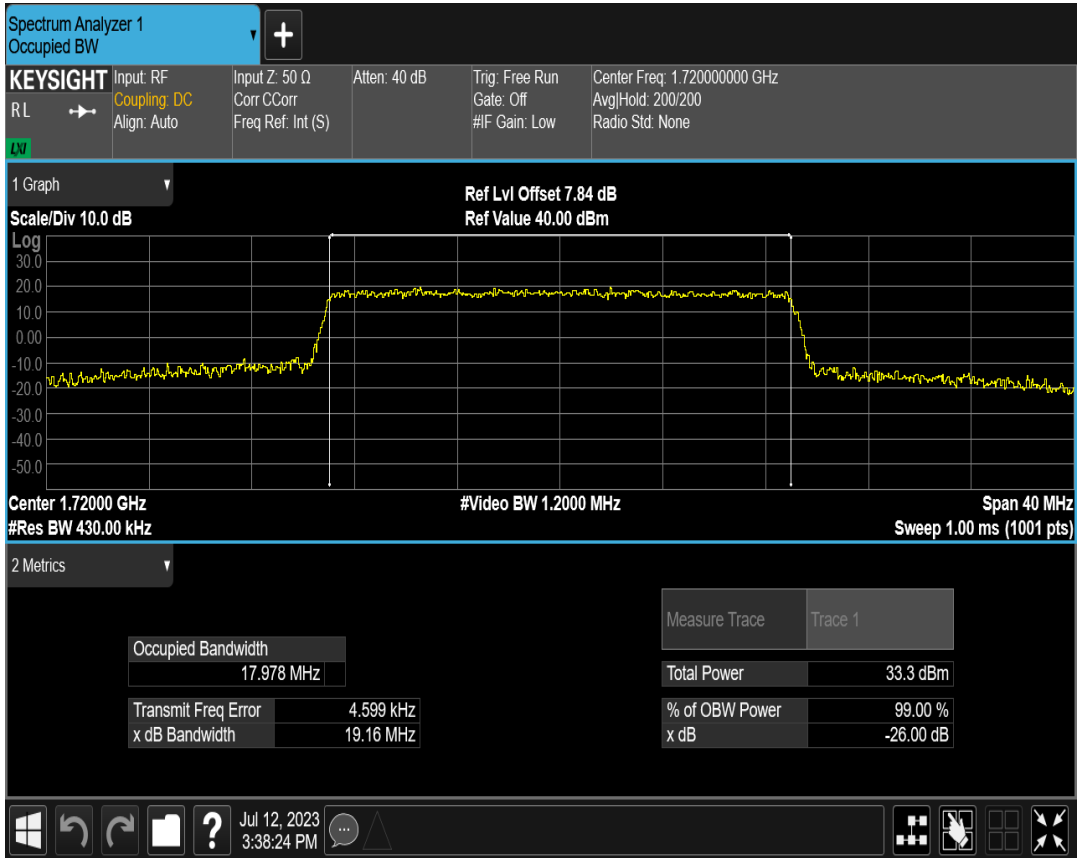 Spectrum Analyzer 1
Occupied BW
+
KEYSIGHT
R L
LXI
Input: RF
Coupling: DC
Align: Auto
Input Z: 50 Ω
Corr CCorr
Freq Ref: Int (S)
Atten: 40 dB
Trig: Free Run
Gate: Off
#IF Gain: Low
Center Freq: 1.720000000 GHz
Avg|Hold: 200/200
Radio Std: None
1 Graph
Ref Lvl Offset 7.84 dB
Scale/Div 10.0 dB
Ref Value 40.00 dBm
Log
30.0
20.0
10.0
0.00
-10.0
-20.0
-30.0
-40.0
-50.0
Center 1.72000 GHz
#Video BW 1.2000 MHz
Span 40 MHz
#Res BW 430.00 kHz
Sweep 1.00 ms (1001 pts)
2 Metrics
Measure Trace Trace 1
Occupied Bandwidth
17.978 MHz
Total Power 33.3 dBm
Transmit Freq Error 4.599 kHz
% of OBW Power 99.00 %
x dB Bandwidth 19.16 MHz
x dB -26.00 dB
?
Jul 12, 2023
3:38:24 PM